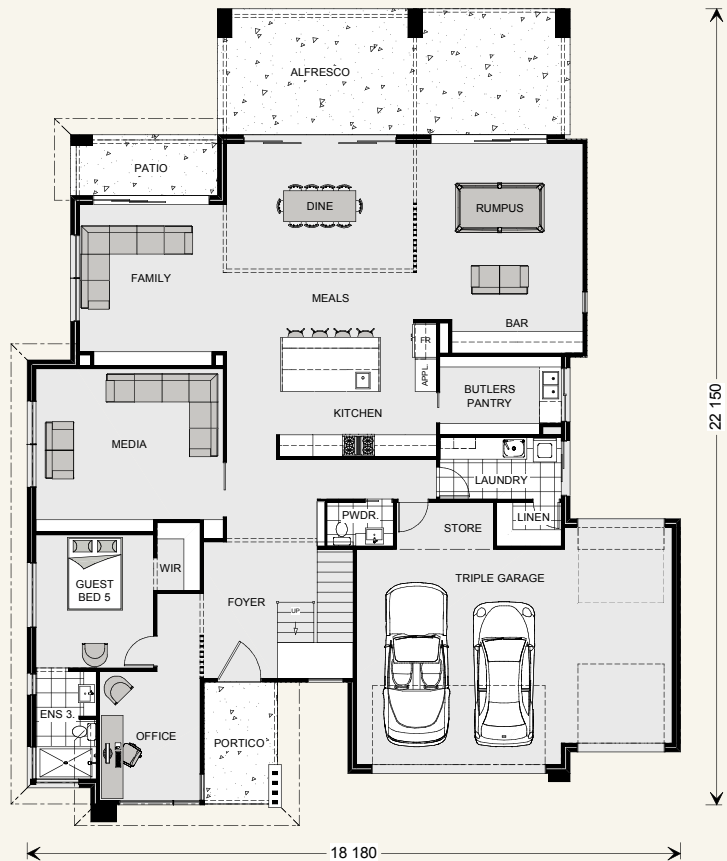 ALFRESCO
PATIO
DINE
RUMPUS
FAMILY
MEALS
BAR
FR
APPL
BUTLERS
PANTRY
KITCHEN
MEDIA
LAUNDRY
LINEN
PWDR.
STORE
WIR
GUEST
BED 5
TRIPLE GARAGE
FOYER
UP
ENS 3.
OFFICE
PORTICO
22 150
18 180